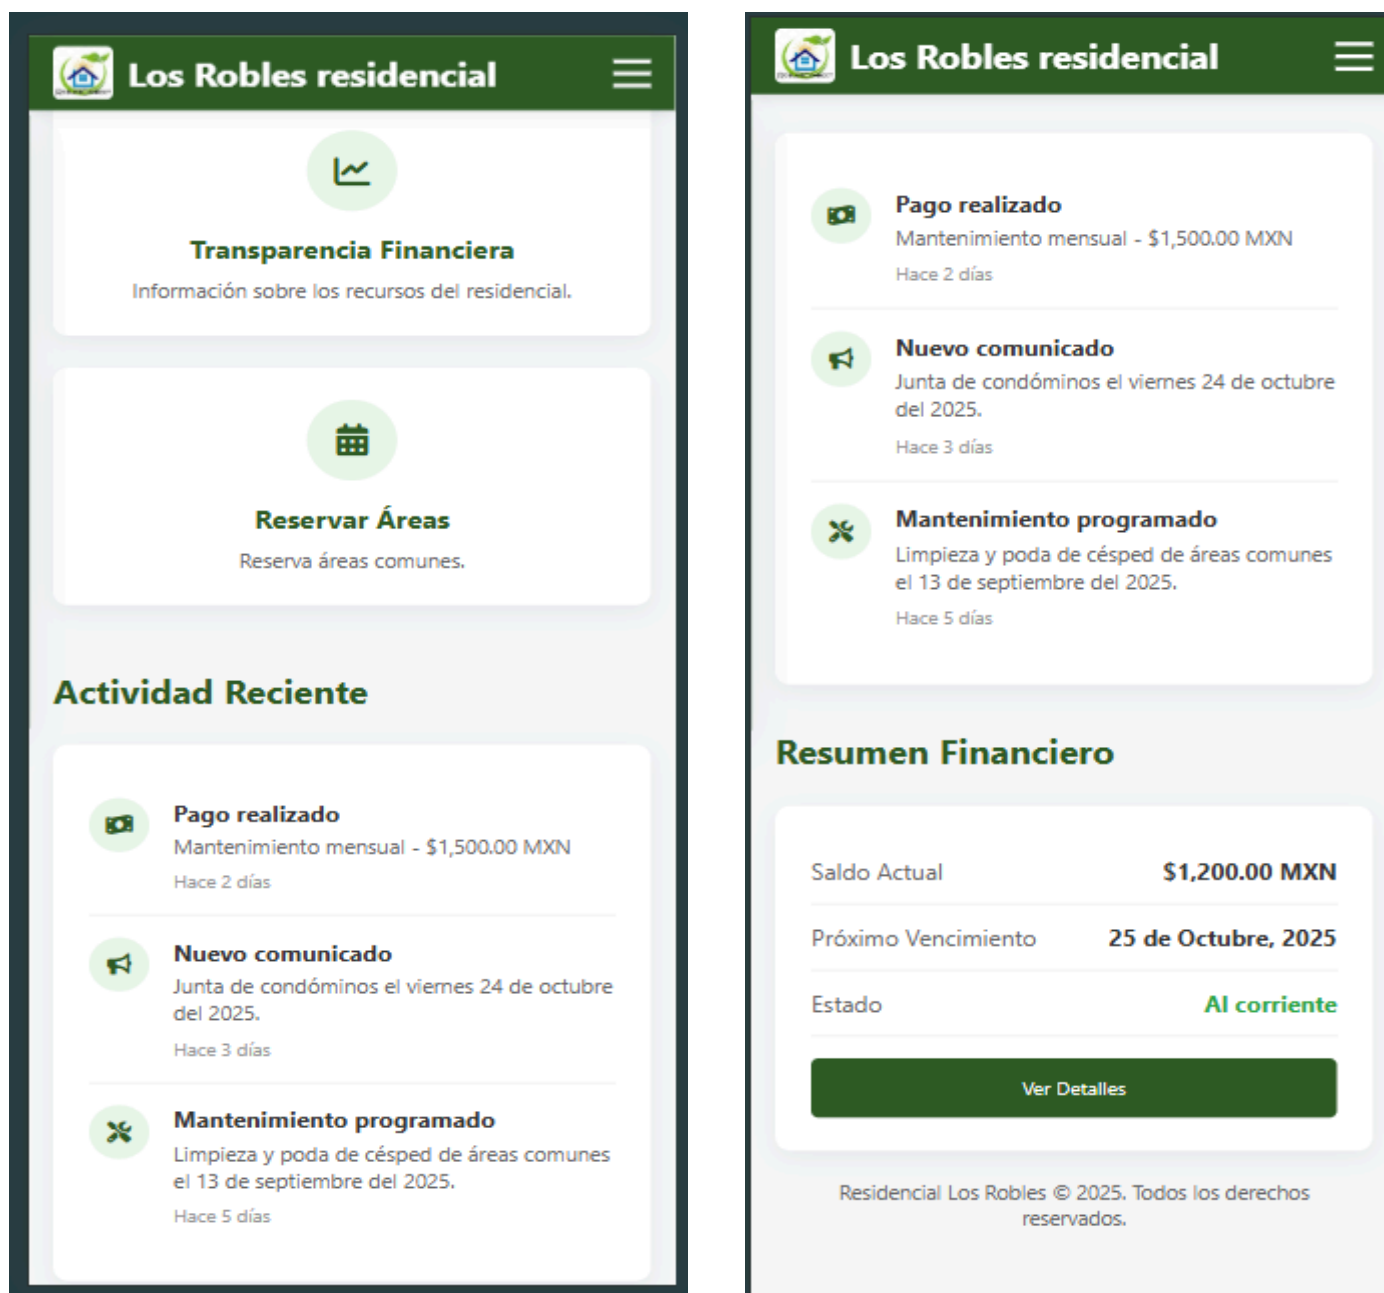 Los Robles residencial
Transparencia Financiera
Información sobre los recursos del residencial.
Reservar Áreas
Reserva áreas comunes.
Actividad Reciente
Pago realizado
Mantenimiento mensual - $1,500.00 MXN
Hace 2 días
Nuevo comunicado
Junta de condóminos el viernes 24 de octubre
del 2025.
Hace 3 días
Mantenimiento programado
Limpieza y poda de césped de áreas comunes
el 13 de septiembre del 2025.
Hace 5 días
Los Robles residencial
Pago realizado
Mantenimiento mensual - $1,500.00 MXN
Hace 2 días
Nuevo comunicado
Junta de condóminos el viernes 24 de octubre
del 2025.
Hace 3 días
Mantenimiento programado
Limpieza y poda de césped de áreas comunes
el 13 de septiembre del 2025.
Hace 5 días
Resumen Financiero
Saldo Actual $1,200.00 MXN
Próximo Vencimiento 25 de Octubre, 2025
Estado Al corriente
Ver Detalles
Residencial Los Robles © 2025. Todos los derechos
reservados.